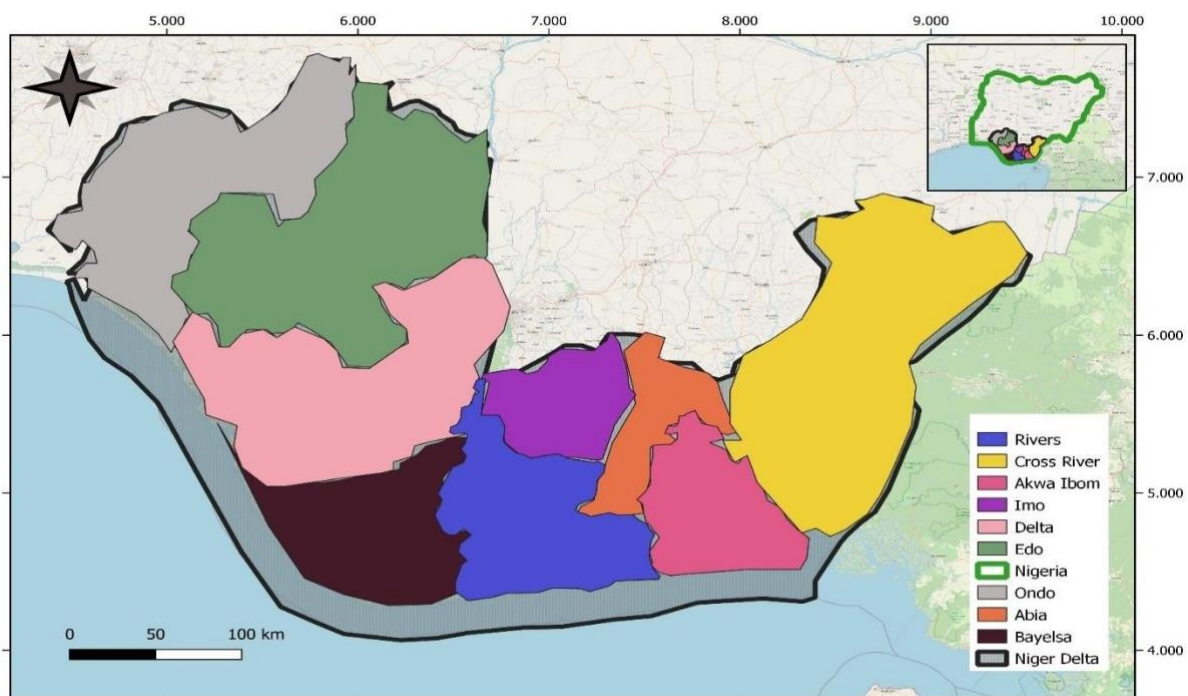 5.000 6.000 7.000 8.000 9.000 10.000
7.000
6.000
5.000
4.000
Rivers
Cross River
Akwa Ibom
Imo
Delta
Edo
Nigeria
Ondo
Abia
Bayelsa
Niger Delta
0 50 100 km